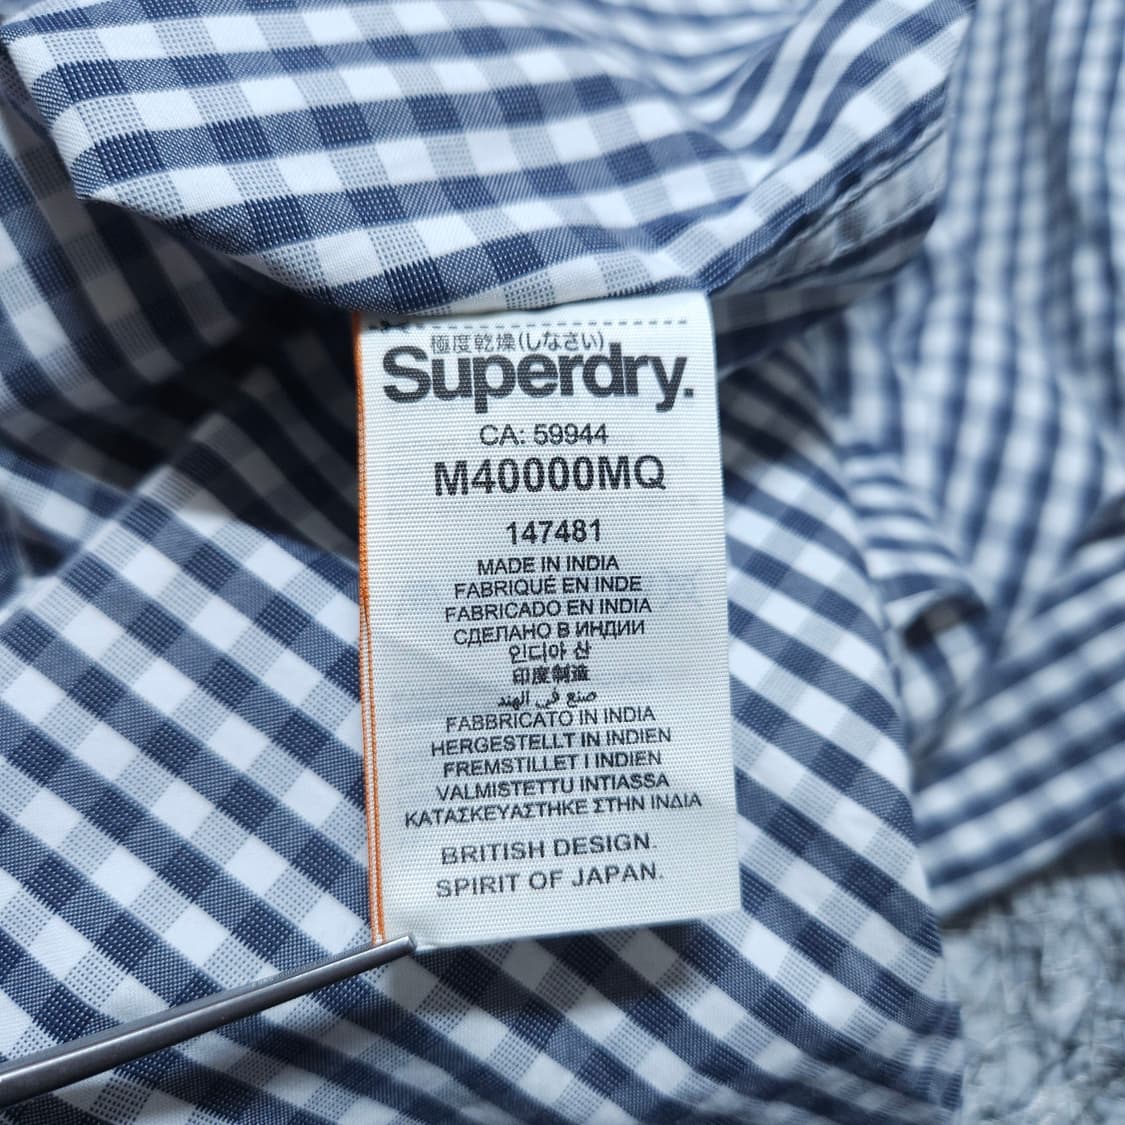 極度乾燥(しなさい)
Superdry.
CA: 59944
M40000MQ
147481
MADE IN INDIA
FABRIQUÉ EN INDE
FABRICADO EN INDIA
СДЕЛАНО В ИНДИИ
인디아 산
印度制造
صنع في الهند
FABBRICATO IN INDIA
HERGESTELLT IN INDIEN
FREMSTILLET I INDIEN
VALMISTETTU INTIASSA
ΚΑΤΑΣΚΕΥΑΣΤΗΚΕ ΣΤΗΝ ΙΝΔΙΑ
BRITISH DESIGN.
SPIRIT OF JAPAN.